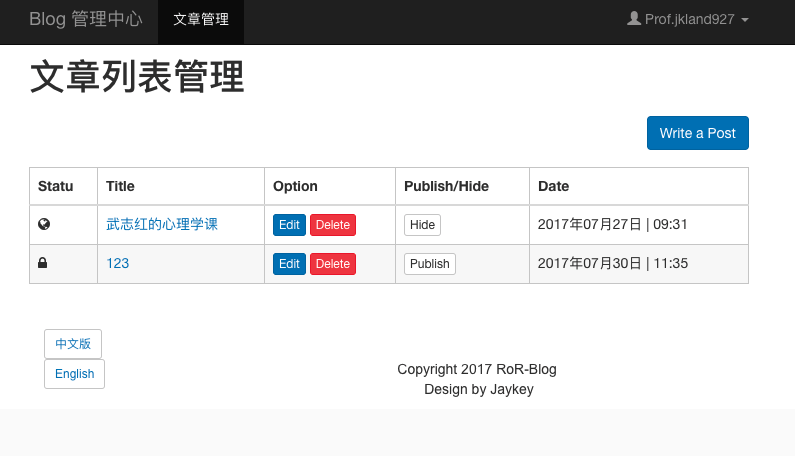 Blog 管理中心 文章管理 Prof.jkland927
文章列表管理
Write a Post
Statu Title Option Publish/Hide Date
武志红的心理学课 Edit Delete Hide 2017年07月27日 | 09:31
123 Edit Delete Publish 2017年07月30日 | 11:35
中文版
English
Copyright 2017 RoR-Blog
Design by Jaykey